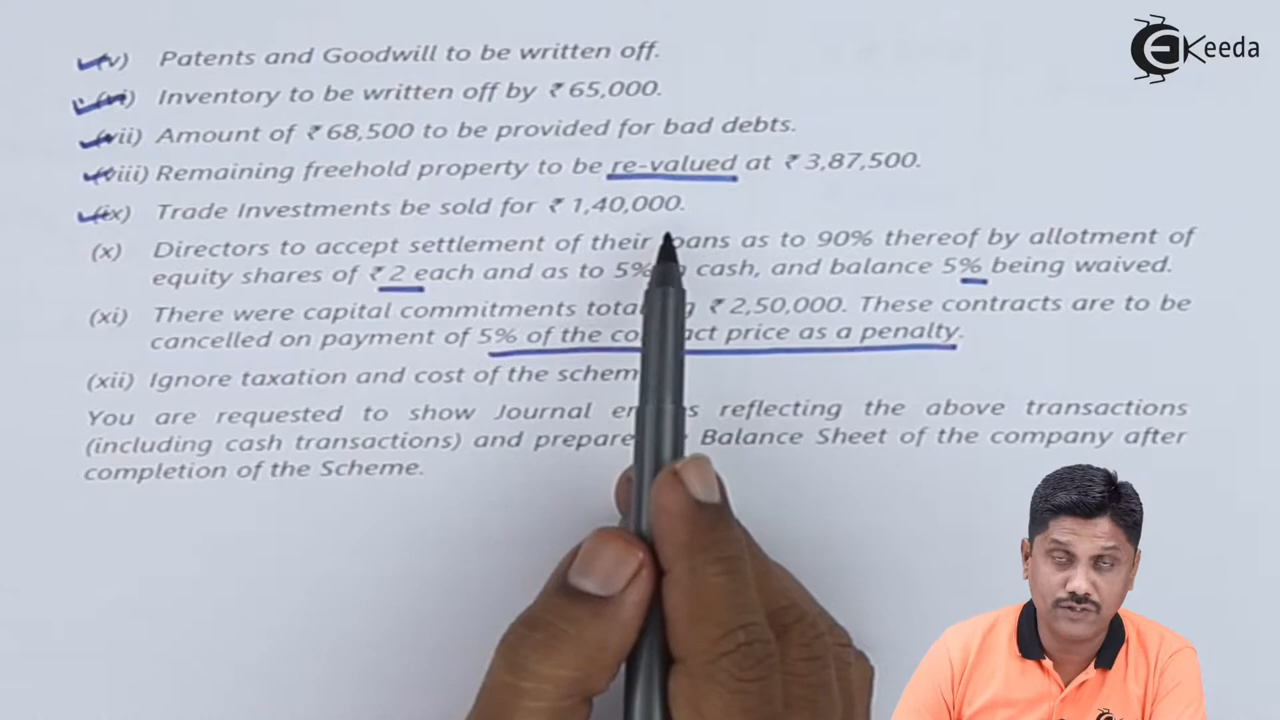 Keeda
(v) Patents and Goodwill to be written off.
(vi) Inventory to be written off by ₹ 65,000.
(vii) Amount of ₹ 68,500 to be provided for bad debts.
(viii) Remaining freehold property to be re-valued at ₹ 3,87,500.
(ix) Trade Investments be sold for ₹ 1,40,000.
(x) Directors to accept settlement of their loans as to 90% thereof by allotment of
equity shares of ₹ 2 each and as to 5% cash, and balance 5% being waived.
(xi) There were capital commitments ₹ 2,50,000. These contracts are to be
cancelled on payment of 5% of the contract price as a penalty.
(xii) Ignore taxation and cost of the
You are requested to show Journal reflecting the above transactions
(including cash transactions) and prepare Balance Sheet of the company after
completion of the Scheme.